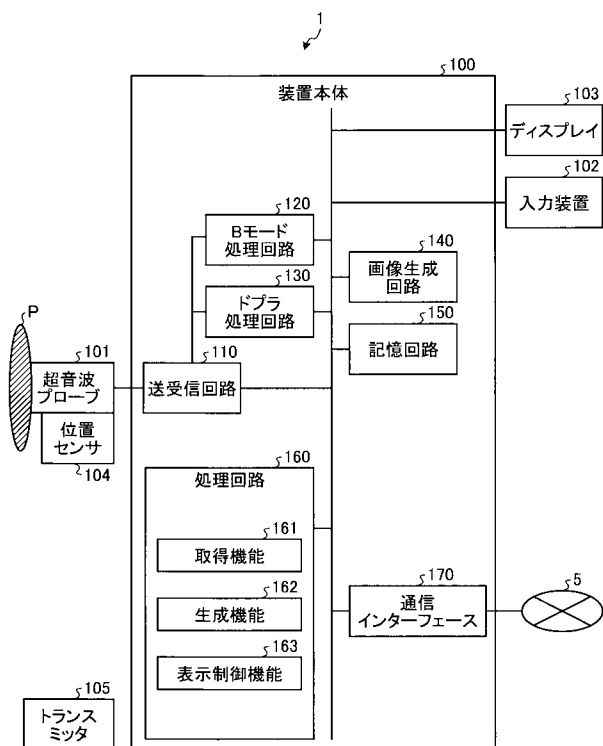 1
100
装置本体
103
ディスプレイ
102
入力装置
120
Bモード
処理回路
140
画像生成
回路
130
ドプラ
処理回路
150
記憶回路
P
101
超音波
プローブ
110
送受信回路
位置
センサ
104
160
処理回路
161
取得機能
162
生成機能
163
表示制御機能
170
通信
インターフェース
5
105
トランス
ミッタ